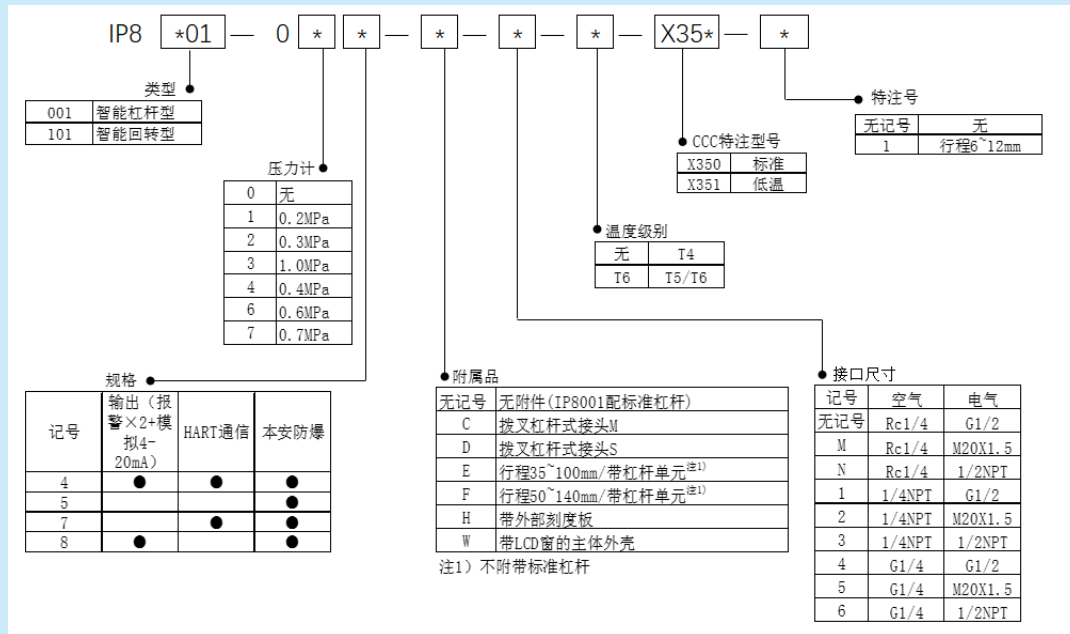 IP8 *01 — 0 * * — * — * — * — X35* — *
类型
001 智能杠杆型
101 智能回转型
压力计
0 无
1 0.2MPa
2 0.3MPa
3 1.0MPa
4 0.4MPa
6 0.6MPa
7 0.7MPa
特注号
无记号 无
1 行程6~12mm
CCC特注型号
X350 标准
X351 低温
温度级别
无 T4
T6 T5/T6
规格
记号 输出（报警×2+模拟4-20mA） HART通信 本安防爆
4 ● ● ●
5 ●
7 ● ●
8 ● ●
附属品
无记号 无附件(IP8001配标准杠杆)
C 拨叉杠杆式接头M
D 拨叉杠杆式接头S
E 行程35~100mm/带杠杆单元注1)
F 行程50~140mm/带杠杆单元注1)
H 带外部刻度板
W 带LCD窗的主体外壳
注1）不附带标准杠杆
接口尺寸
记号 空气 电气
无记号 Rc1/4 G1/2
M Rc1/4 M20X1.5
N Rc1/4 1/2NPT
1 1/4NPT G1/2
2 1/4NPT M20X1.5
3 1/4NPT 1/2NPT
4 G1/4 G1/2
5 G1/4 M20X1.5
6 G1/4 1/2NPT